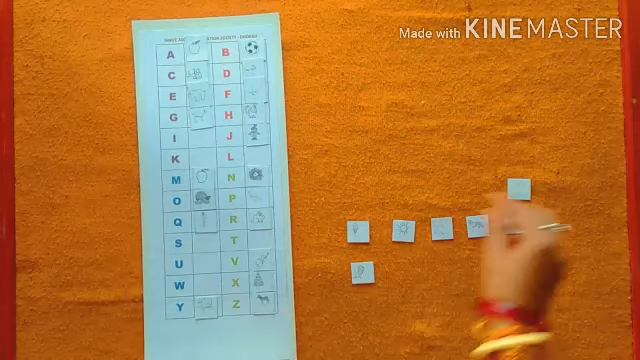 Made with KINEMASTER
A B
C D
E F
G H
I J
K L
M N
O P
Q R
S T
U V
W X
Y Z